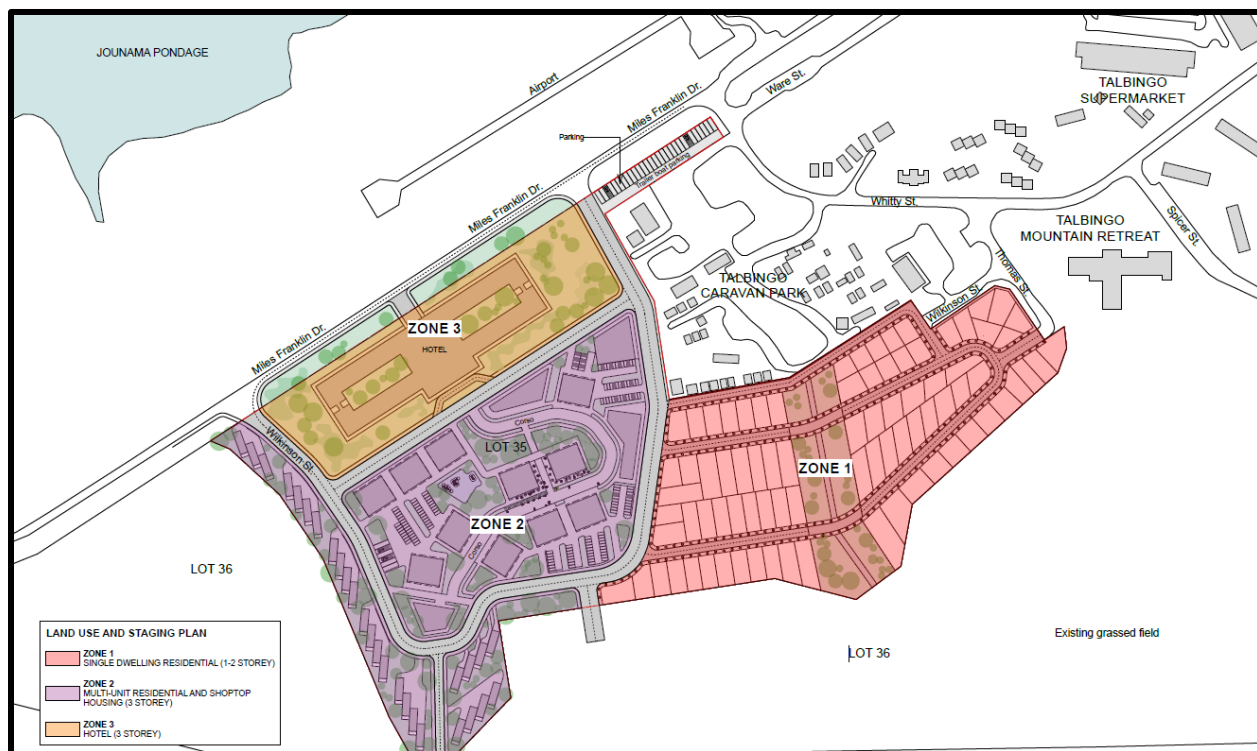 JOUNAMA PONDAGE
Airport
Miles Franklin Dr.
Ware St.
TALBINGO
SUPERMARKET
Parking
Trailer boat parking
Miles Franklin Dr.
Whitty St.
Spicer St.
TALBINGO
MOUNTAIN RETREAT
Thomas St.
TALBINGO
CARAVAN PARK
Wilkinson St.
Miles Franklin Dr.
ZONE 3
HOTEL
Wilkinson St.
Corso
LOT 35
ZONE 1
ZONE 2
Corso
LOT 36
Existing grassed field
LOT 36
LAND USE AND STAGING PLAN
ZONE 1
SINGLE DWELLING RESIDENTIAL (1-2 STOREY)
ZONE 2
MULTI-UNIT RESIDENTIAL AND SHOPTOP
HOUSING (3 STOREY)
ZONE 3
HOTEL (3 STOREY)